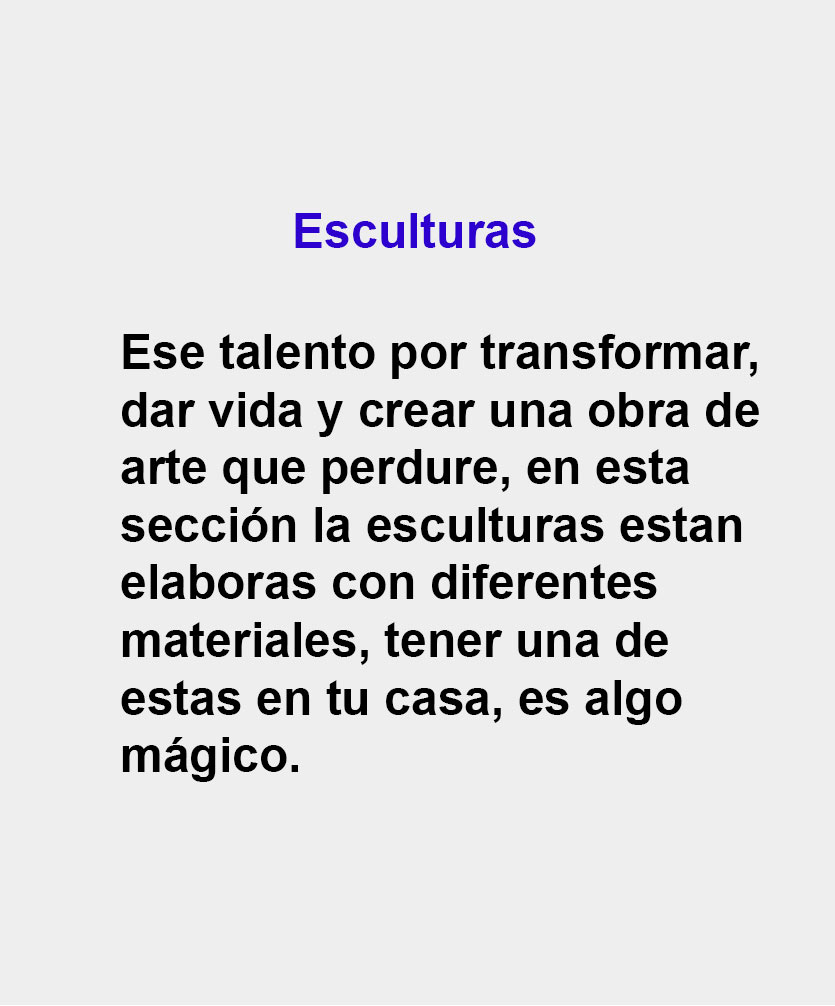 Esculturas
Ese talento por transformar,
dar vida y crear una obra de
arte que perdure, en esta
sección la esculturas estan
elaboras con diferentes
materiales, tener una de
estas en tu casa, es algo
mágico.